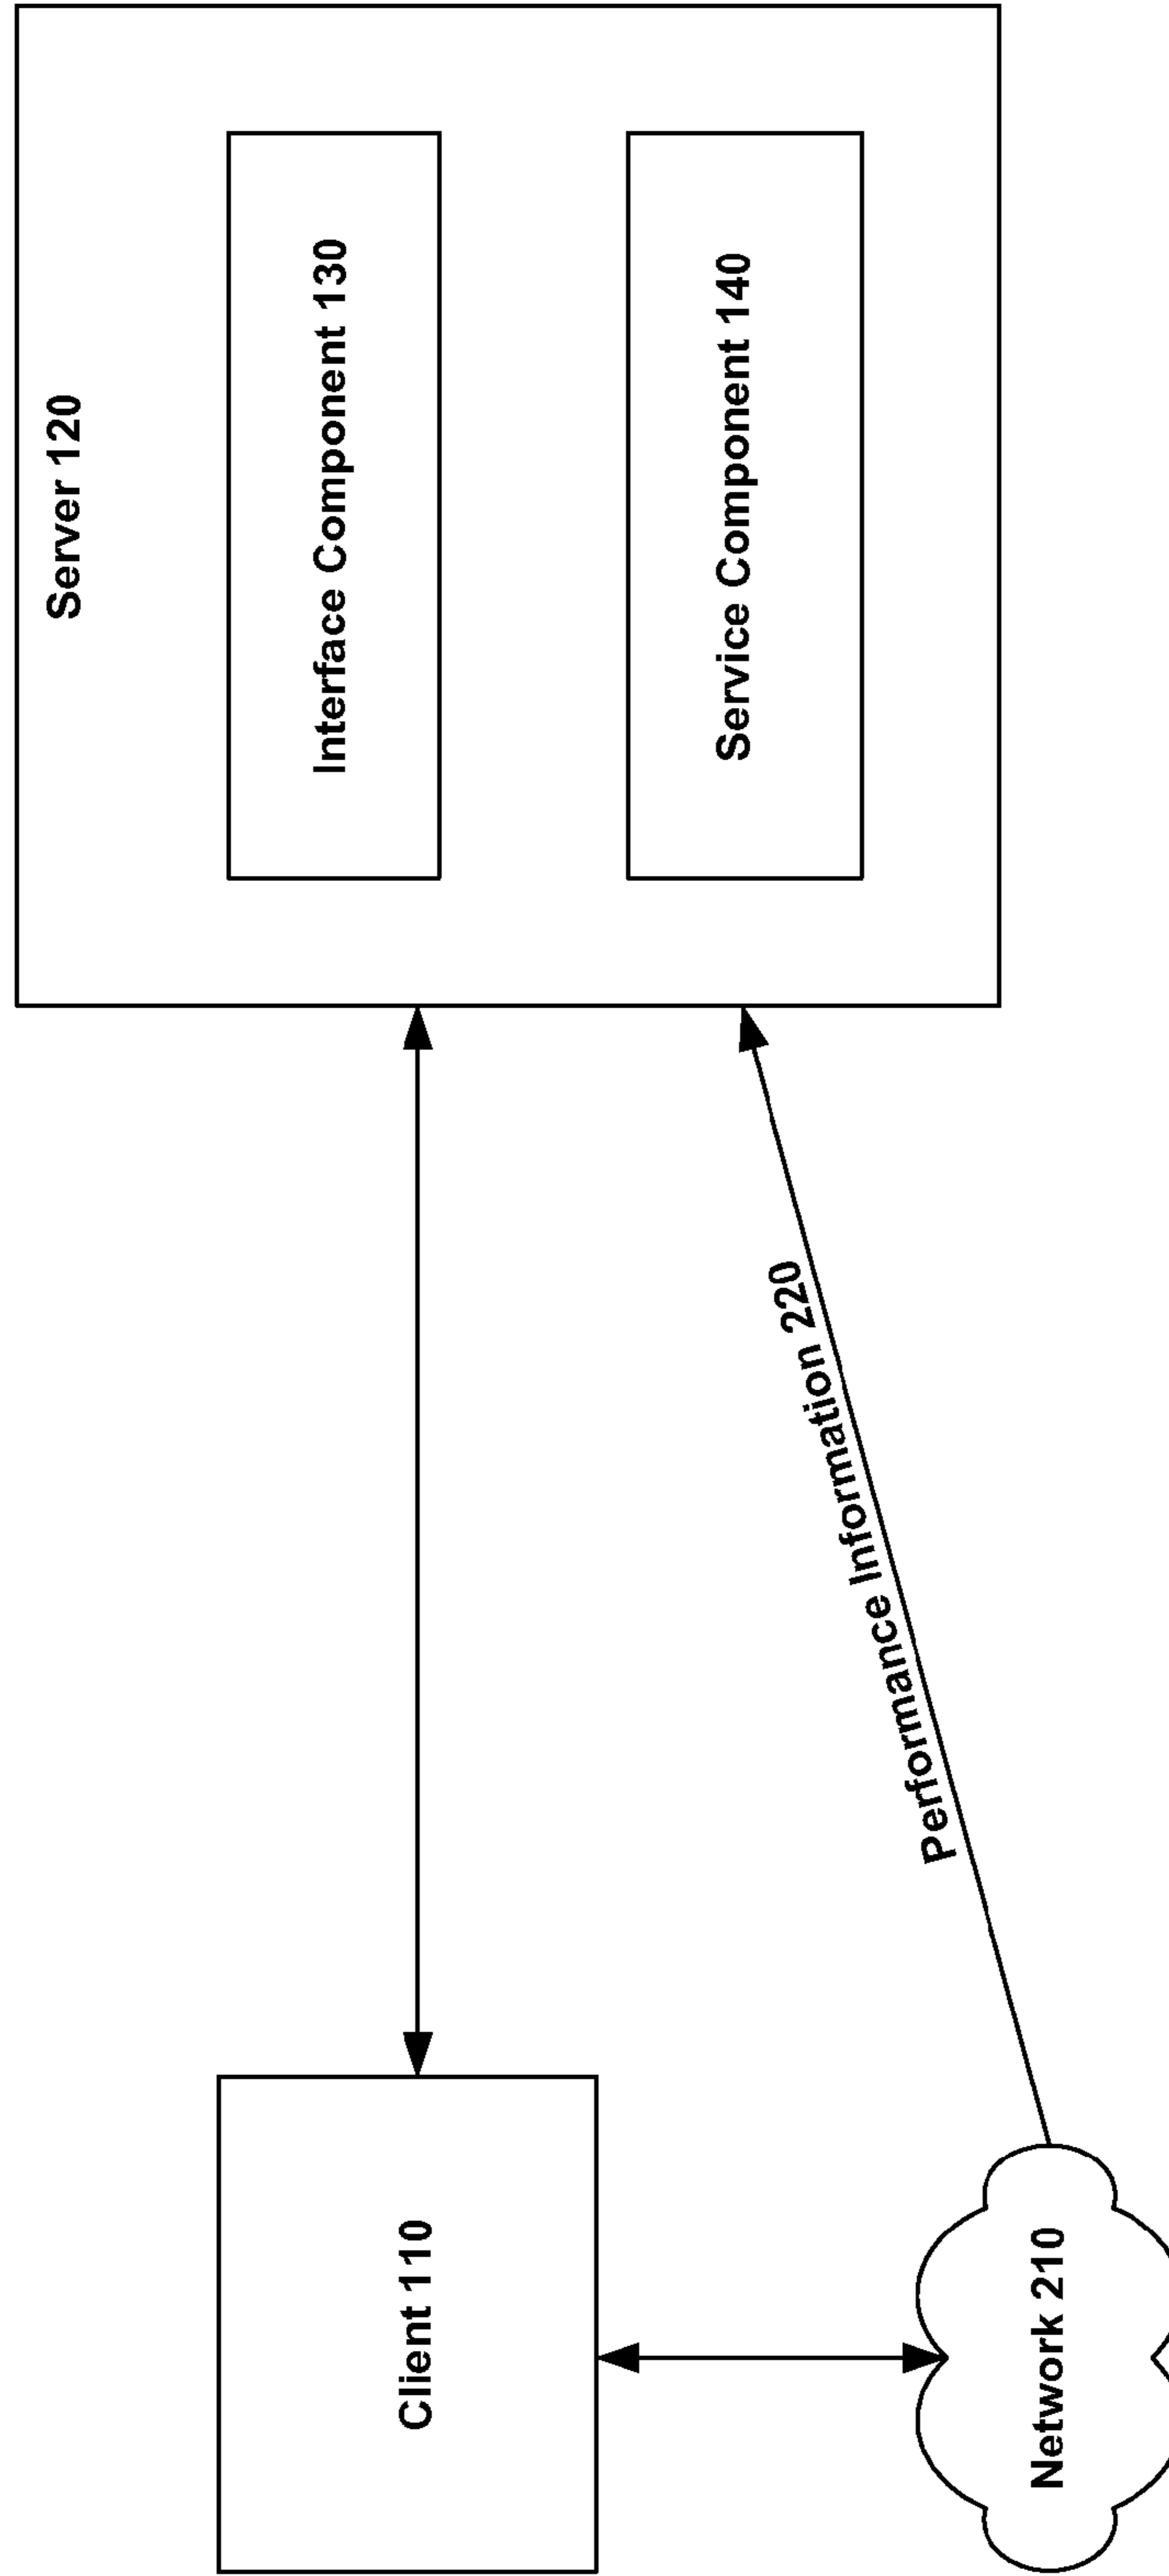 Server 120
Interface Component 130
Service Component 140
Client 110
Performance Information 220
Network 210